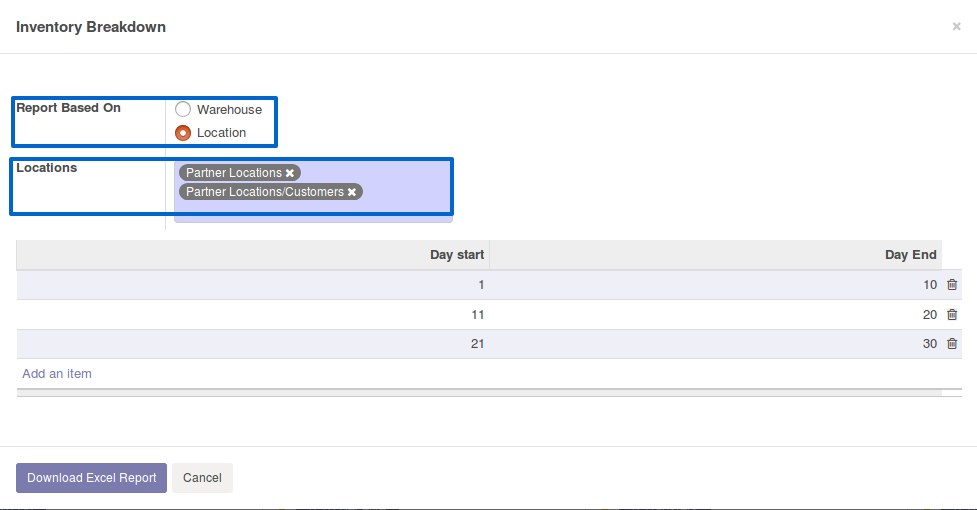 Inventory Breakdown ×
Report Based On Warehouse
Location
Locations Partner Locations ✖
Partner Locations/Customers ✖
Day start Day End
1 10
11 20
21 30
Add an item
Download Excel Report Cancel